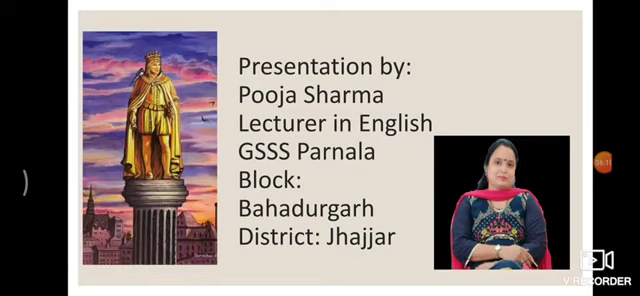 Presentation by:
Pooja Sharma
Lecturer in English
GSSS Parnala
Block:
Bahadurgarh
District: Jhajjar
V RECORDER